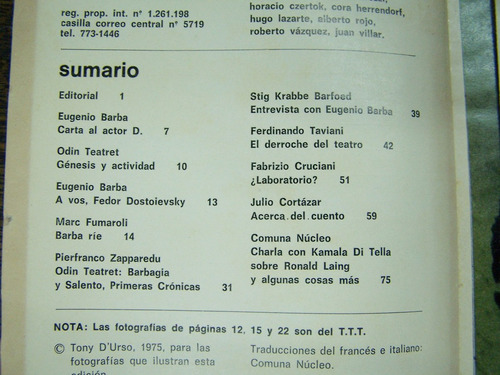 reg. prop. int. n° 1.261.198
casilla correo central n° 5719
tel. 773-1446
horacio czertok, cora herrendorf,
hugo lazarte, alberto rojo,
roberto vázquez, juan villar.
sumario
Editorial 1
Eugenio Barba
Carta al actor D. 7
Odin Teatret
Génesis y actividad 10
Eugenio Barba
A vos, Fedor Dostoievsky 13
Marc Fumaroli
Barba ríe 14
Pierfranco Zapparedu
Odin Teatret: Barbagia
y Salento, Primeras Crónicas 31
Stig Krabbe Barfoed
Entrevista con Eugenio Barba 39
Ferdinando Taviani
El derroche del teatro 42
Fabrizio Cruciani
¿Laboratorio? 51
Julio Cortázar
Acerca del cuento 59
Comuna Núcleo
Charla con Kamala Di Tella
sobre Ronald Laing
y algunas cosas más 75
NOTA: Las fotografías de páginas 12, 15 y 22 son del T.T.T.
© Tony D'Urso, 1975, para las
fotografías que ilustran esta
edición
Traducciones del francés e italiano:
Comuna Núcleo.